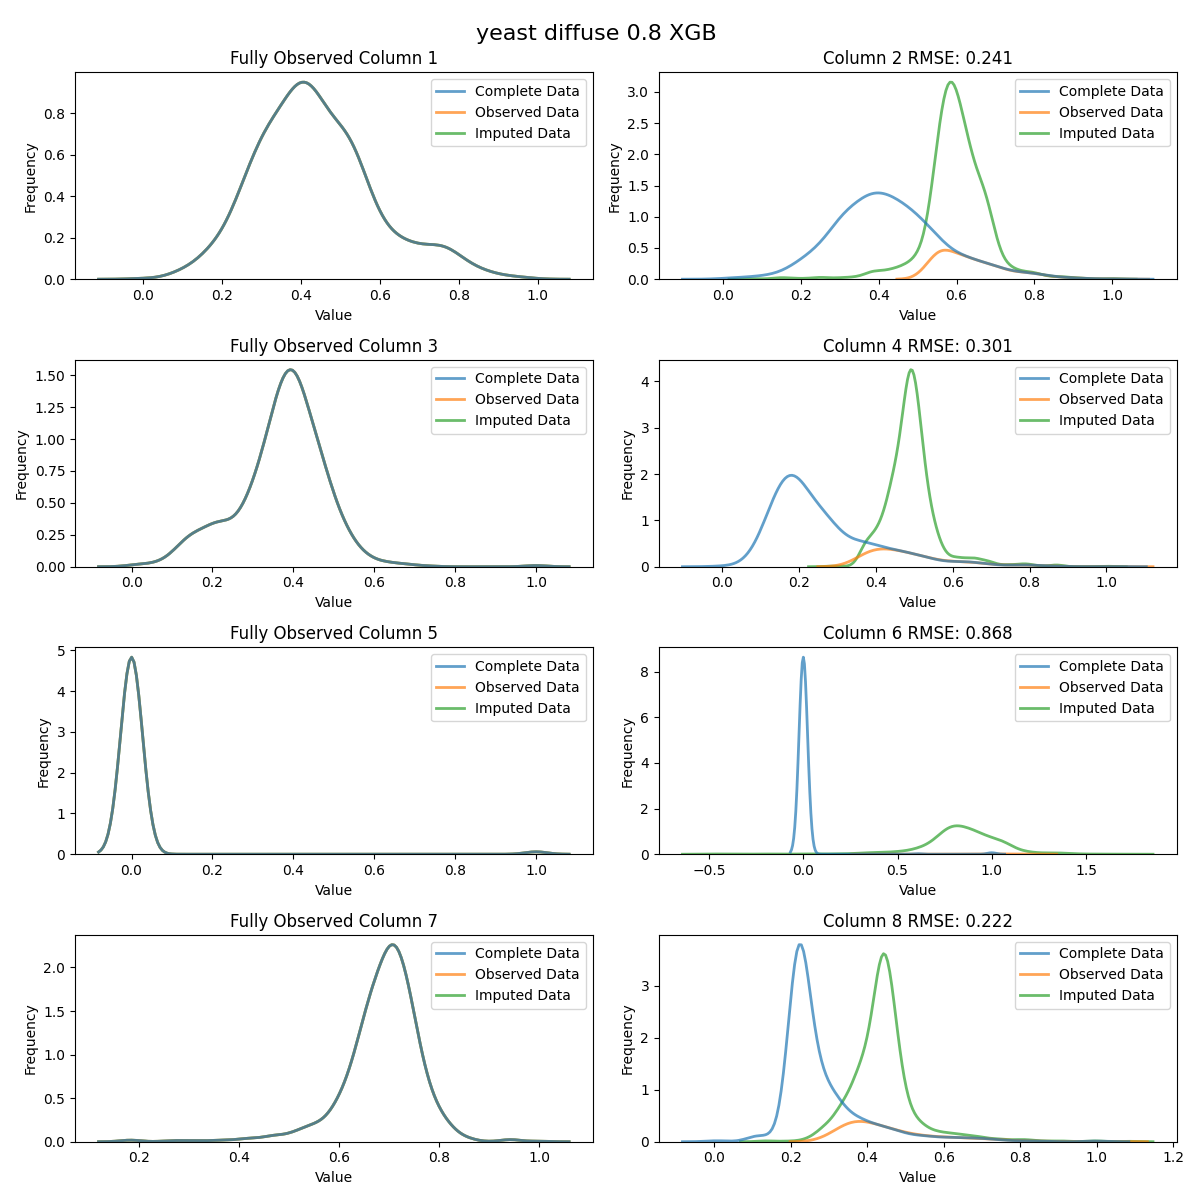 yeast diffuse 0.8 XGB
Fully Observed Column 1
Complete Data
Observed Data
Imputed Data
Frequency
0.8
0.6
0.4
0.2
0.0
0.0 0.2 0.4 0.6 0.8 1.0
Value
Column 2 RMSE: 0.241
Complete Data
Observed Data
Imputed Data
Frequency
3.0
2.5
2.0
1.5
1.0
0.5
0.0
0.0 0.2 0.4 0.6 0.8 1.0
Value
Fully Observed Column 3
Complete Data
Observed Data
Imputed Data
Frequency
1.50
1.25
1.00
0.75
0.50
0.25
0.00
0.0 0.2 0.4 0.6 0.8 1.0
Value
Column 4 RMSE: 0.301
Complete Data
Observed Data
Imputed Data
Frequency
4
3
2
1
0
0.0 0.2 0.4 0.6 0.8 1.0
Value
Fully Observed Column 5
Complete Data
Observed Data
Imputed Data
Frequency
5
4
3
2
1
0
0.0 0.2 0.4 0.6 0.8 1.0
Value
Column 6 RMSE: 0.868
Complete Data
Observed Data
Imputed Data
Frequency
8
6
4
2
0
−0.5 0.0 0.5 1.0 1.5
Value
Fully Observed Column 7
Complete Data
Observed Data
Imputed Data
Frequency
2.0
1.5
1.0
0.5
0.0
0.2 0.4 0.6 0.8 1.0
Value
Column 8 RMSE: 0.222
Complete Data
Observed Data
Imputed Data
Frequency
3
2
1
0
0.0 0.2 0.4 0.6 0.8 1.0 1.2
Value